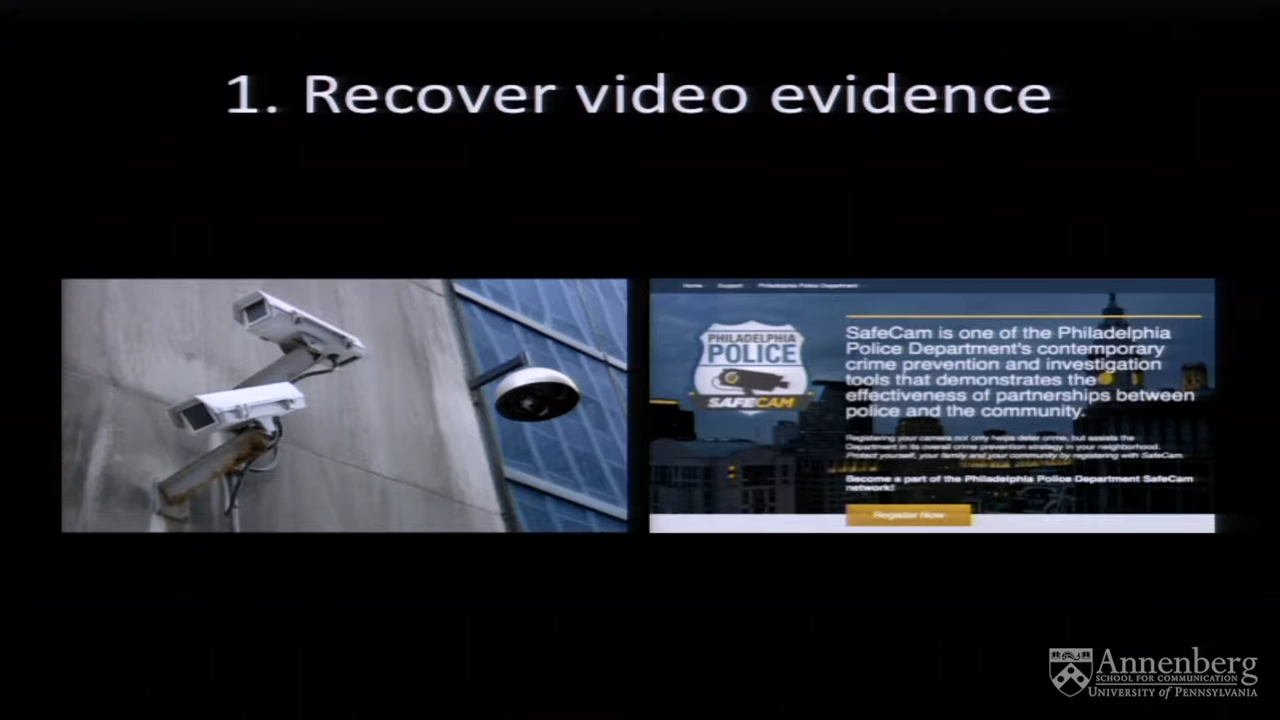 1. Recover video evidence
Home Support Philadelphia Police Department
PHILADELPHIA
POLICE
SAFECAM
SafeCam is one of the Philadelphia
Police Department's contemporary
crime prevention and investigation
tools that demonstrates the
effectiveness of partnerships between
police and the community.
Registering your camera not only helps deter crime, but assists the
Department in its overall crime prevention strategy in your neighborhood.
Protect yourself, your family and your community by registering with SafeCam.
Become a part of the Philadelphia Police Department SafeCam
network!
Register Now
Annenberg
SCHOOL FOR COMMUNICATION
UNIVERSITY of PENNSYLVANIA